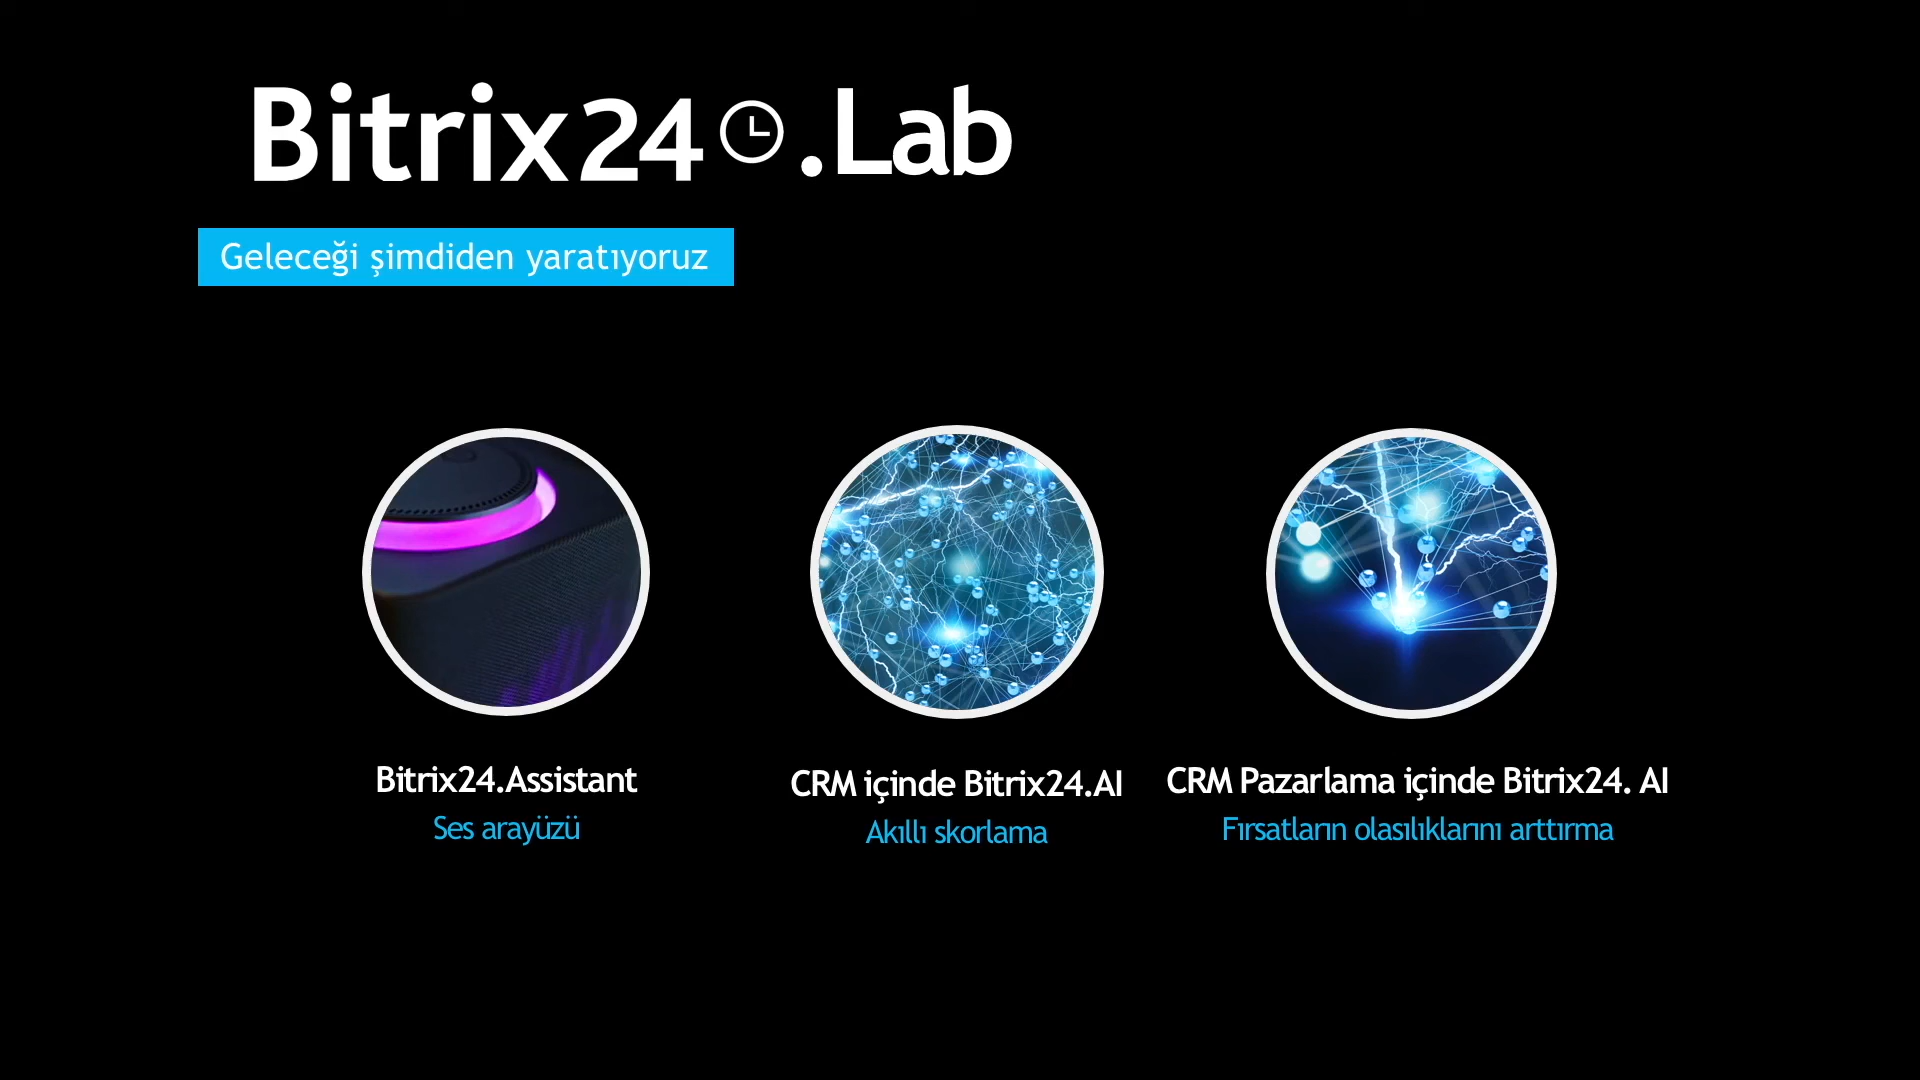 Bitrix24.Lab
Geleceği şimdiden yaratıyoruz
Bitrix24.Assistant
Ses arayüzü
CRM içinde Bitrix24.AI
Akıllı skorlama
CRM Pazarlama içinde Bitrix24. AI
Fırsatların olasılıklarını arttırma